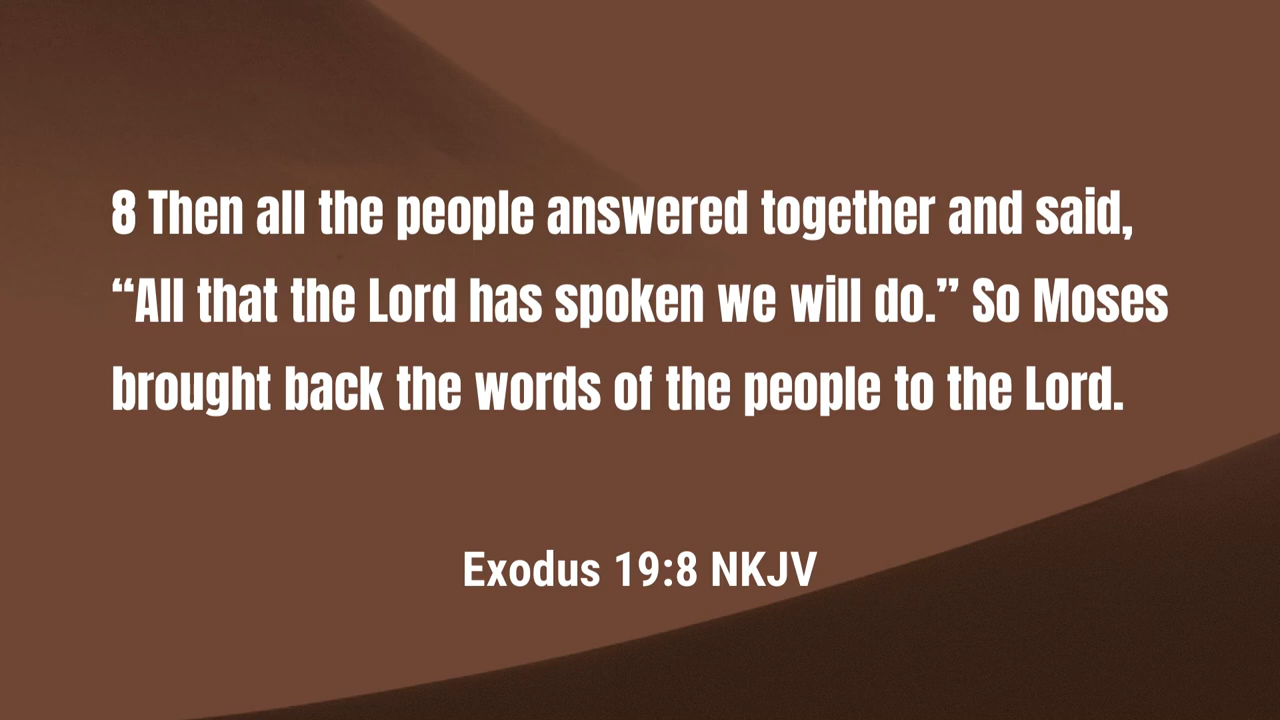 8 Then all the people answered together and said,
“All that the Lord has spoken we will do.” So Moses
brought back the words of the people to the Lord.
Exodus 19:8 NKJV